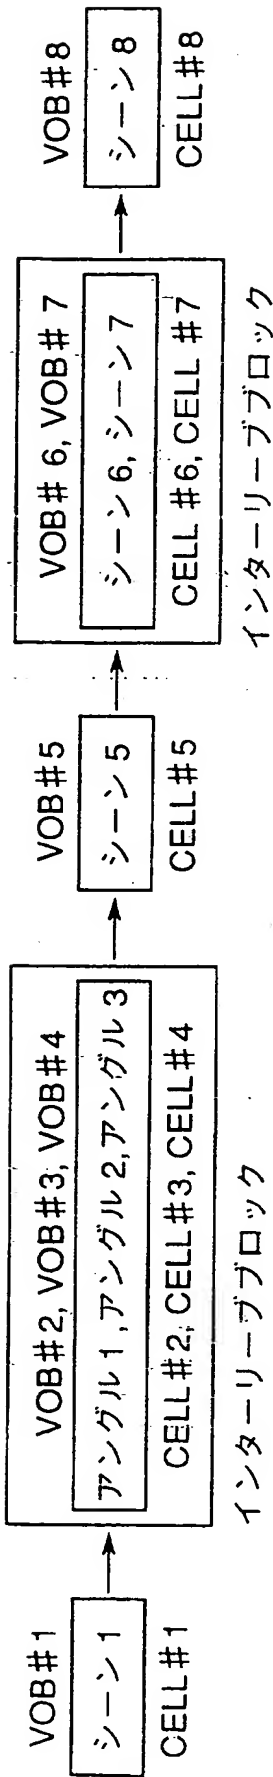 VOB#1
シーン1
CELL#1
VOB#2, VOB#3, VOB#4
アングル1,アングル2,アングル3
CELL#2, CELL#3, CELL#4
インターリーブブロック
VOB#5
シーン5
CELL#5
VOB# 6, VOB# 7
シーン6,シーン7
CELL #6, CELL #7
インターリーブブロック
VOB#8
シーン8
CELL#8